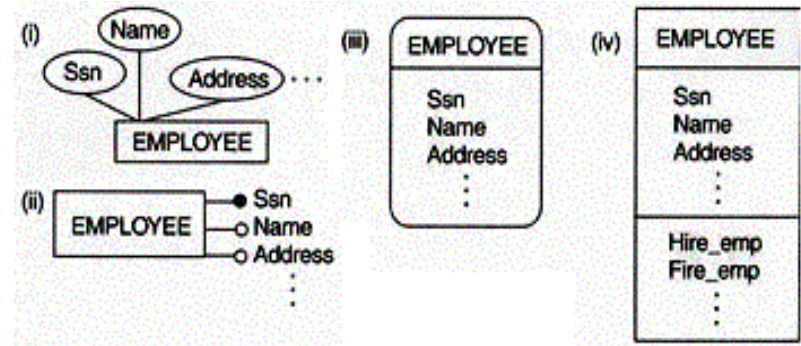 (i)
Name
Ssn
Address . . .
EMPLOYEE
(ii)
EMPLOYEE
Ssn
Name
Address
(iii)
EMPLOYEE
Ssn
Name
Address
(iv)
EMPLOYEE
Ssn
Name
Address
Hire_emp
Fire_emp